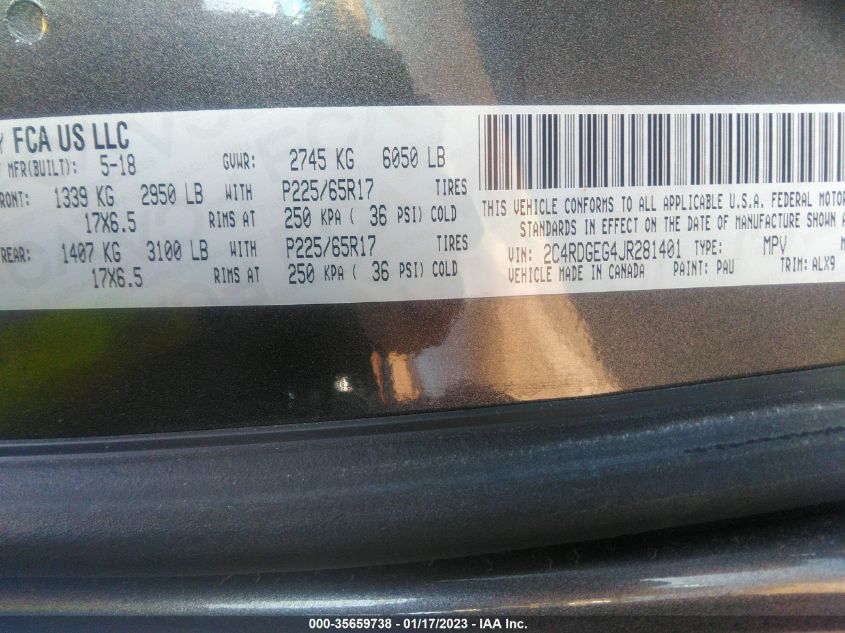 FCA US LLC
MFR(BUILT): 5-18 GVWR: 2745 KG 6050 LB
FRONT: 1339 KG 2950 LB WITH P225/65R17 TIRES
17X6.5 RIMS AT 250 KPA ( 36 PSI) COLD
REAR: 1407 KG 3100 LB WITH P225/65R17 TIRES
17X6.5 RIMS AT 250 KPA ( 36 PSI) COLD
THIS VEHICLE CONFORMS TO ALL APPLICABLE U.S.A. FEDERAL MOTOR
STANDARDS IN EFFECT ON THE DATE OF MANUFACTURE SHOWN A
VIN: 2C4RDGEG4JR281401 TYPE: MPV
VEHICLE MADE IN CANADA PAINT: PAU TRIM: ALX9
000-35659738 - 01/17/2023 - IAA Inc.